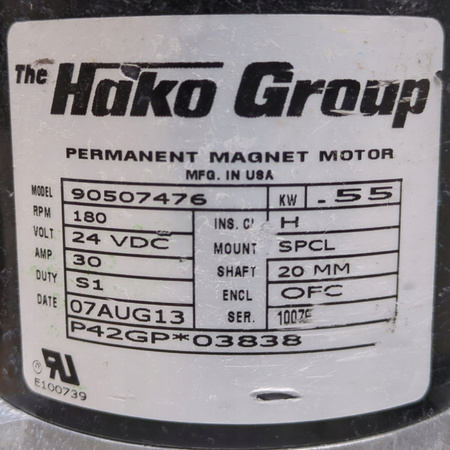 The Hako Group
PERMANENT MAGNET MOTOR
MFG. IN USA
MODEL 90507476 KW .55
RPM 180 INS. CL H
VOLT 24 VDC MOUNT SPCL
AMP 30 SHAFT 20 MM
DUTY S1 ENCL OFC
DATE 07AUG13 SER.
P42GP*03838
E100739